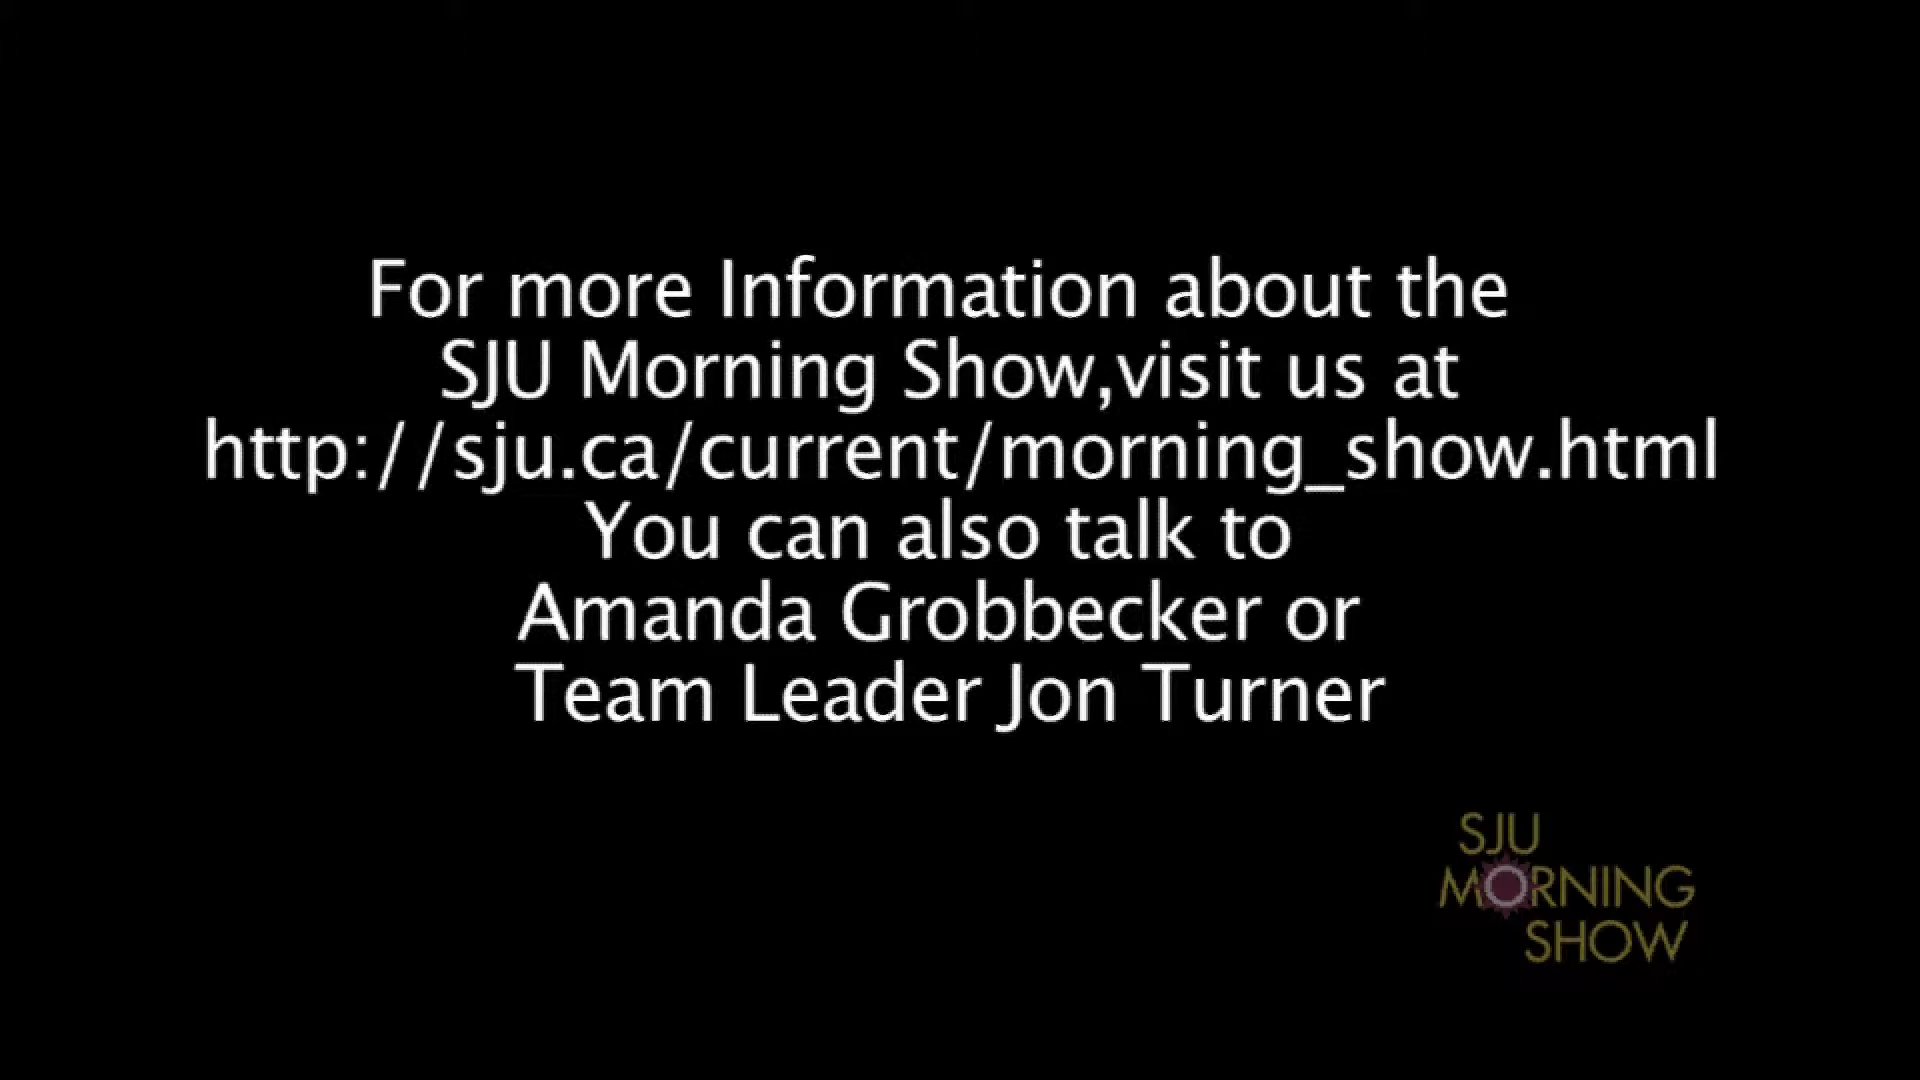 For more Information about the
SJU Morning Show,visit us at
http://sju.ca/current/morning_show.html
You can also talk to
Amanda Grobbecker or
Team Leader Jon Turner
SJU
MORNING
SHOW